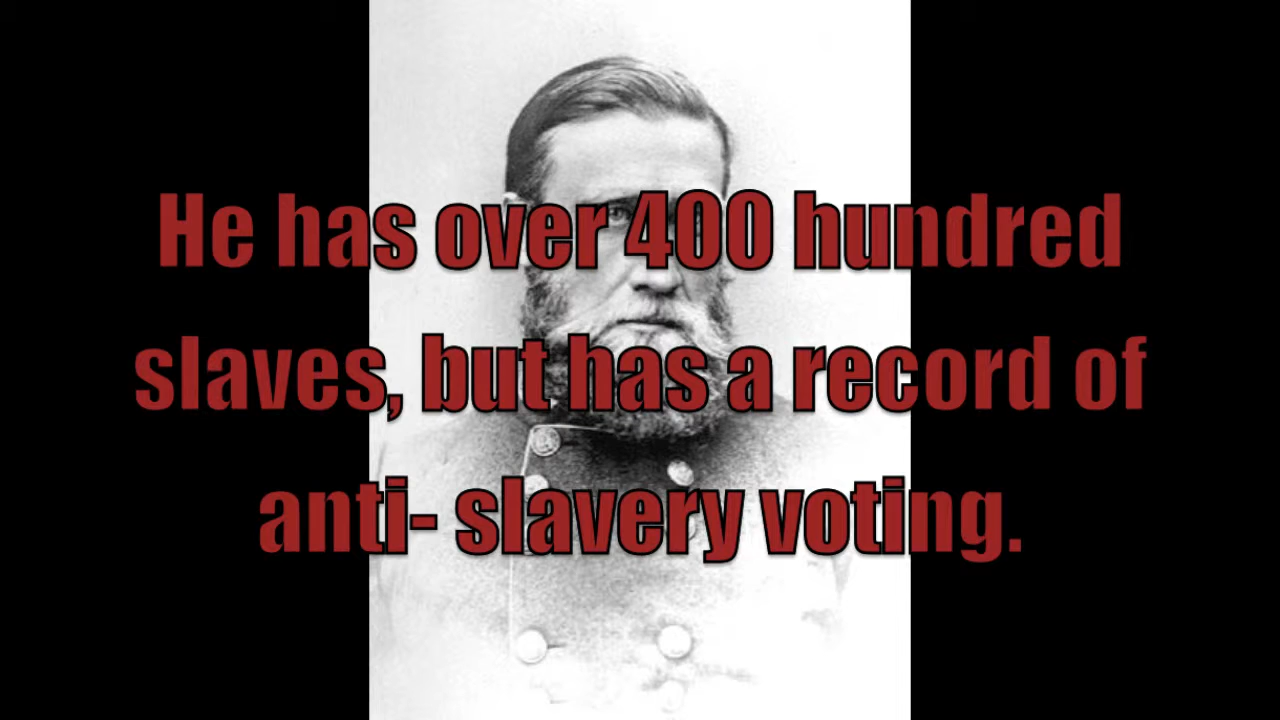 He has over 400 hundred
slaves, but has a record of
anti- slavery voting.